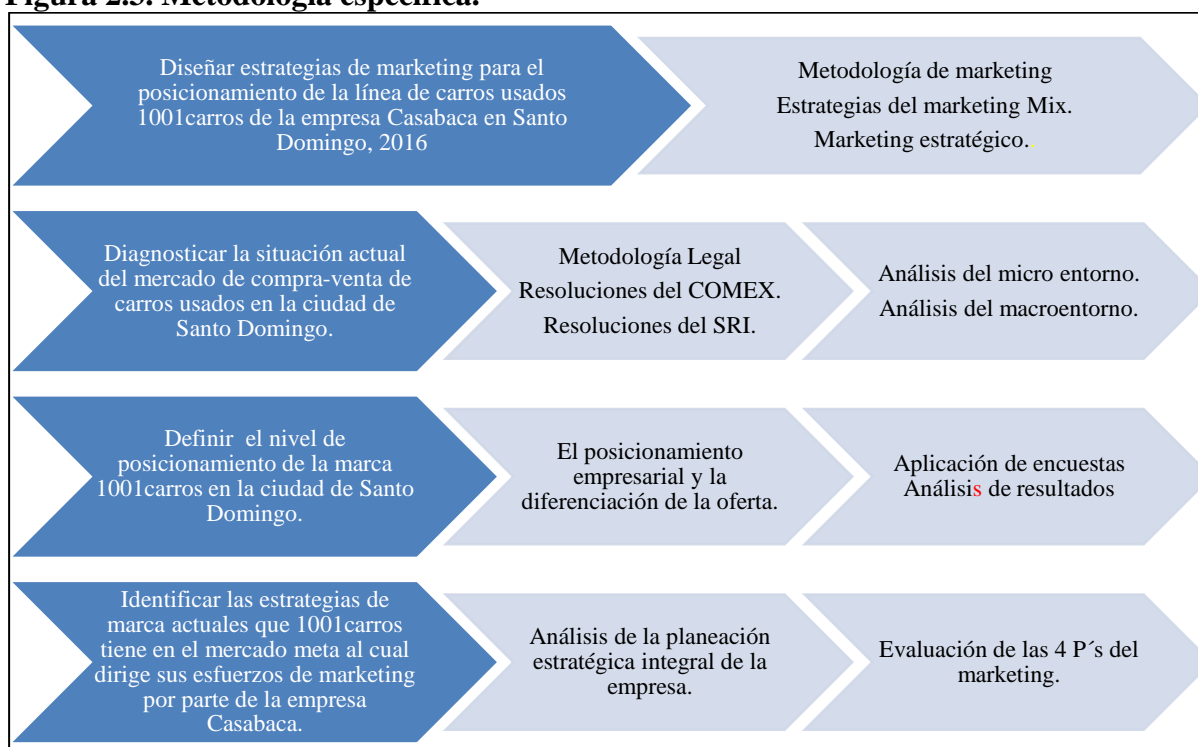 Figura 2.3. Metodología específica.
Diseñar estrategias de marketing para el
posicionamiento de la línea de carros usados
1001carros de la empresa Casabaca en Santo
Domingo, 2016
Metodología de marketing
Estrategias del marketing Mix.
Marketing estratégico..
Diagnosticar la situación actual
del mercado de compra-venta de
carros usados en la ciudad de
Santo Domingo.
Metodología Legal
Resoluciones del COMEX.
Resoluciones del SRI.
Análisis del micro entorno.
Análisis del macroentorno.
Definir el nivel de
posicionamiento de la marca
1001carros en la ciudad de Santo
Domingo.
El posicionamiento
empresarial y la
diferenciación de la oferta.
Aplicación de encuestas
Análisis de resultados
Identificar las estrategias de
marca actuales que 1001carros
tiene en el mercado meta al cual
dirige sus esfuerzos de marketing
por parte de la empresa
Casabaca.
Análisis de la planeación
estratégica integral de la
empresa.
Evaluación de las 4 P´s del
marketing.